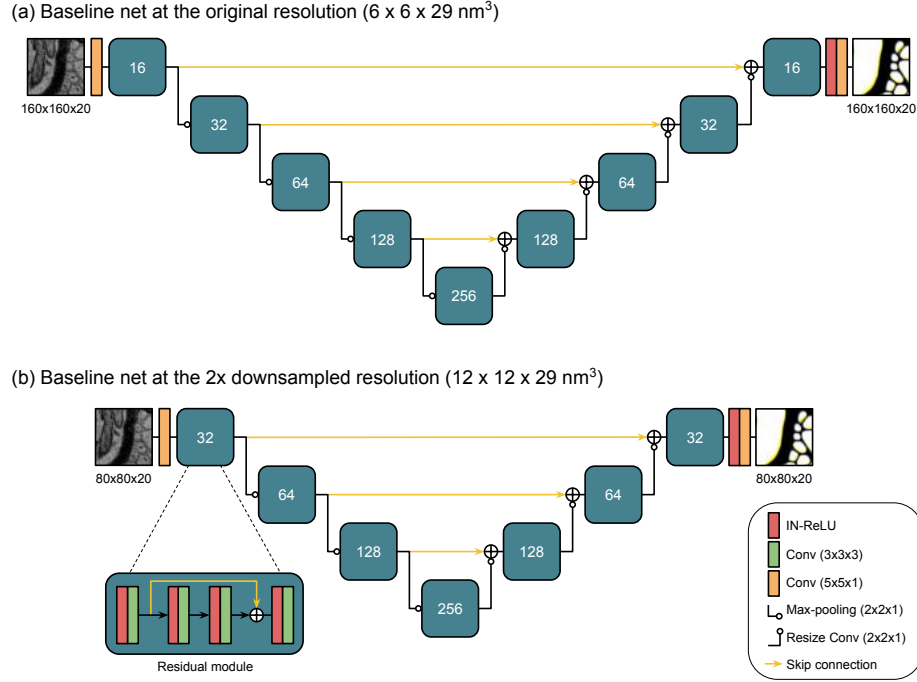 (a) Baseline net at the original resolution (6 x 6 x 29 nm³)
16
16
160x160x20
160x160x20
32
32
64
64
128
128
256
(b) Baseline net at the 2x downsampled resolution (12 x 12 x 29 nm³)
32
32
80x80x20
80x80x20
64
64
128
128
256
Residual module
IN-ReLU
Conv (3x3x3)
Conv (5x5x1)
Max-pooling (2x2x1)
Resize Conv (2x2x1)
Skip connection